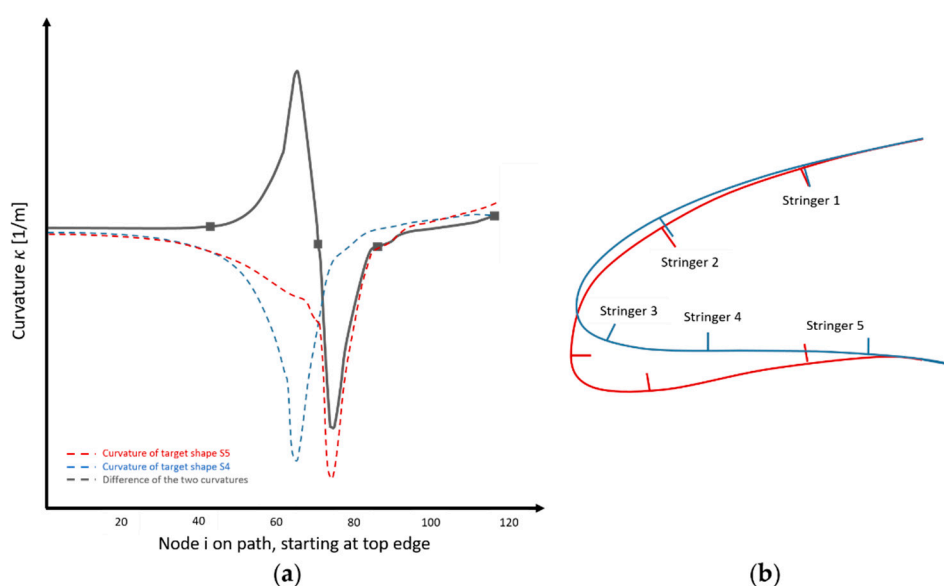 Curvature κ [1/m]
Curvature of target shape S5
Curvature of target shape S4
Difference of the two curvatures
20 40 60 80 100 120
Node i on path, starting at top edge
(a)
Stringer 1
Stringer 2
Stringer 3
Stringer 4
Stringer 5
(b)